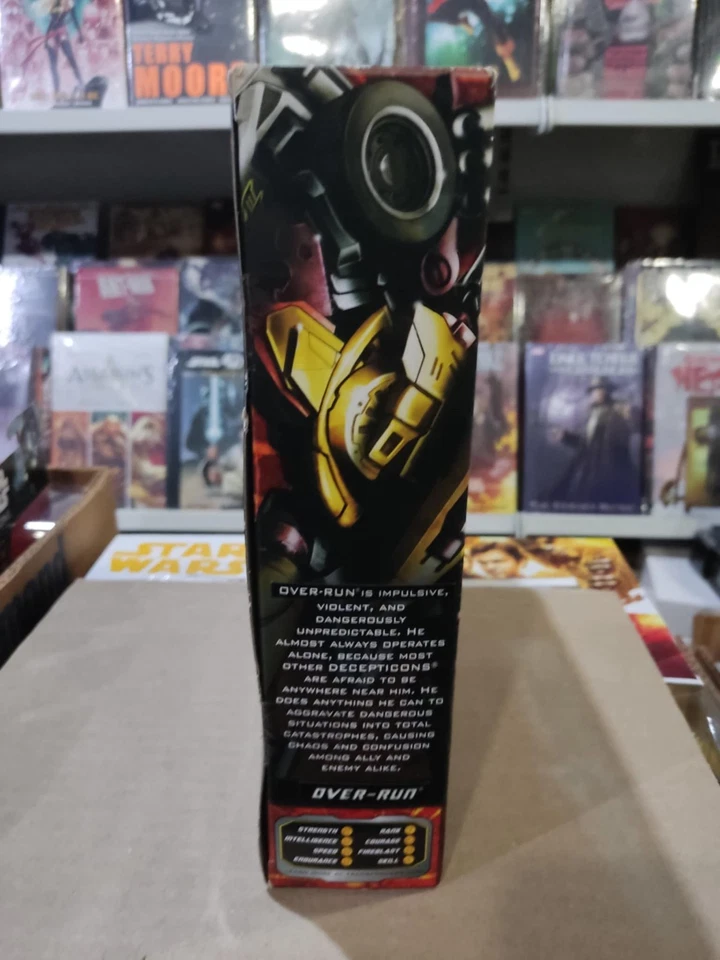 TERRY
MOOR
STAR
WARS
OVER-RUN® IS IMPULSIVE,
VIOLENT, AND
DANGEROUSLY
UNPREDICTABLE. HE
ALMOST ALWAYS OPERATES
ALONE, BECAUSE MOST
OTHER DECEPTICONS®
ARE AFRAID TO BE
ANYWHERE NEAR HIM. HE
DOES ANYTHING HE CAN TO
AGGRAVATE DANGEROUS
SITUATIONS INTO TOTAL
CATASTROPHES, CAUSING
CHAOS AND CONFUSION
AMONG ALLY AND
ENEMY ALIKE.
OVER-RUN®
STRENGTH RANK
INTELLIGENCE COURAGE
SPEED FIREBLAST
ENDURANCE SKILL